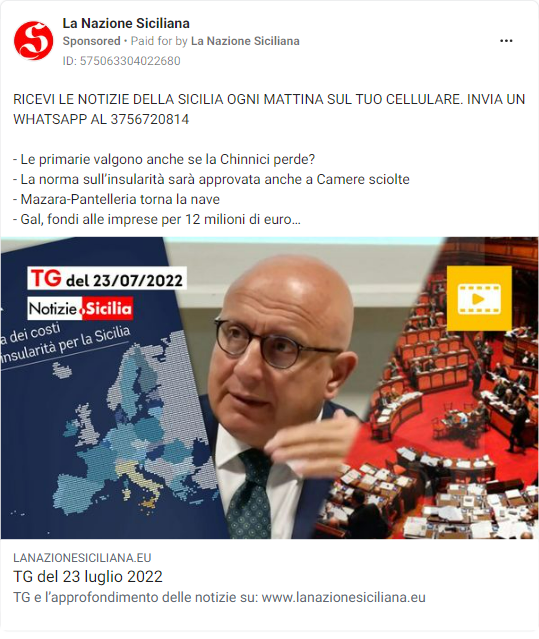 La Nazione Siciliana
Sponsored • Paid for by La Nazione Siciliana
ID: 575063304022680
RICEVI LE NOTIZIE DELLA SICILIA OGNI MATTINA SUL TUO CELLULARE. INVIA UN
WHATSAPP AL 3756720814
- Le primarie valgono anche se la Chinnici perde?
- La norma sull'insularità sarà approvata anche a Camere sciolte
- Mazara-Pantelleria torna la nave
- Gal, fondi alle imprese per 12 milioni di euro…
TG del 23/07/2022
Notizie.Sicilia
a dei costi
insularità per la Sicilia
LANAZIONESICILIANA.EU
TG del 23 luglio 2022
TG e l'approfondimento delle notizie su: www.lanazionesiciliana.eu